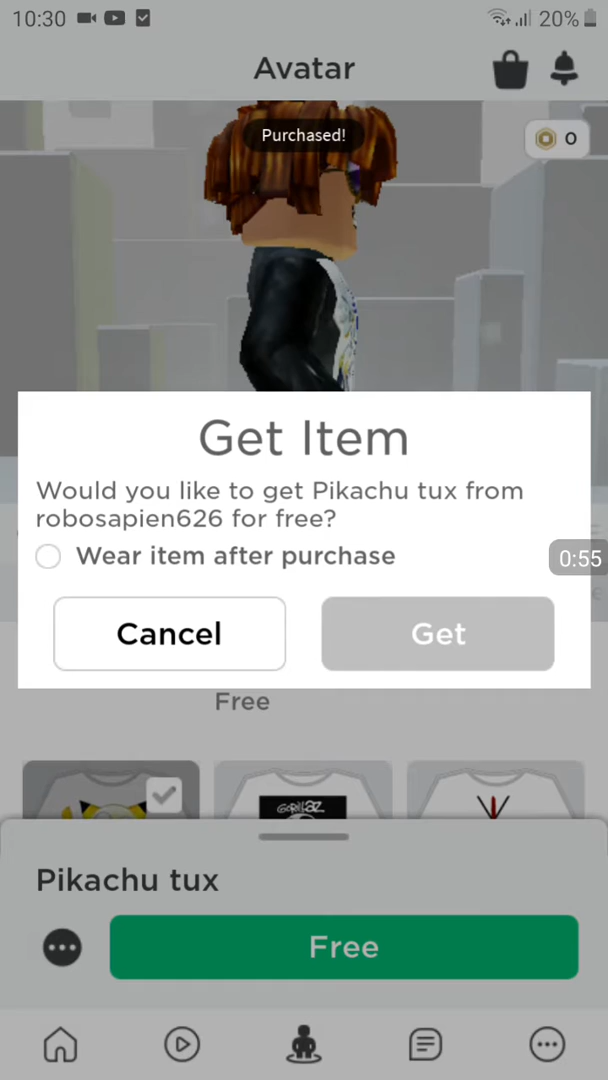 10:30
20%
Avatar
Purchased!
0
Get Item
Would you like to get Pikachu tux from
robosapien626 for free?
Wear item after purchase
0:55
Cancel
Get
Free
GORILLAZ
Pikachu tux
Free